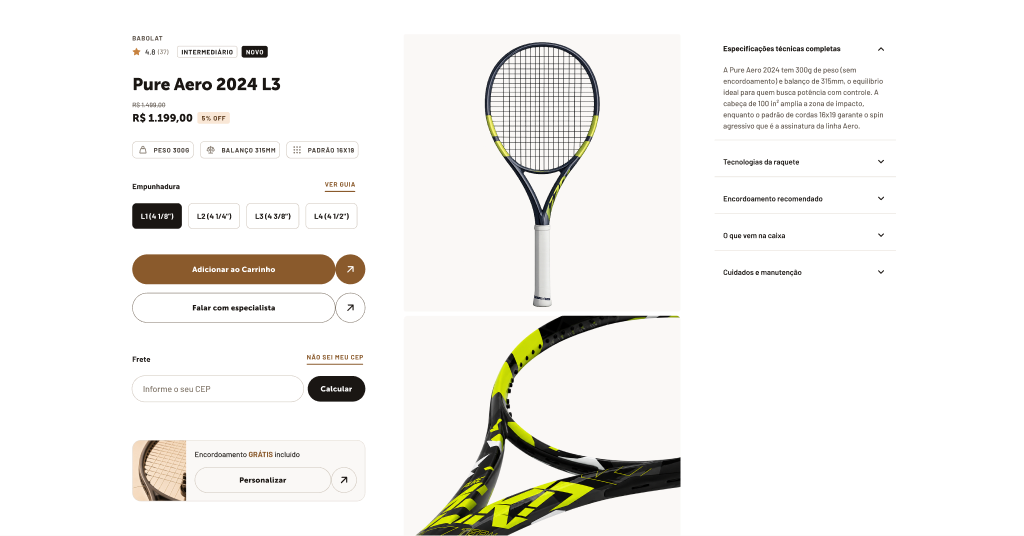 BABOLAT
4.8 (37) INTERMEDIÁRIO NOVO
Pure Aero 2024 L3
R$ 1.499,00
R$ 1.199,00 5% OFF
PESO 300G BALANÇO 315MM PADRÃO 16X19
Empunhadura VER GUIA
L1 (4 1/8") L2 (4 1/4") L3 (4 3/8") L4 (4 1/2")
Adicionar ao Carrinho
Falar com especialista
Frete NÃO SEI MEU CEP
Informe o seu CEP Calcular
Encordoamento GRÁTIS incluído
Personalizar
Especificações técnicas completas
A Pure Aero 2024 tem 300g de peso (sem
encordoamento) e balanço de 315mm, o equilíbrio
ideal para quem busca potência com controle. A
cabeça de 100 in² amplia a zona de impacto,
enquanto o padrão de cordas 16x19 garante o spin
agressivo que é a assinatura da linha Aero.
Tecnologias da raquete
Encordoamento recomendado
O que vem na caixa
Cuidados e manutenção